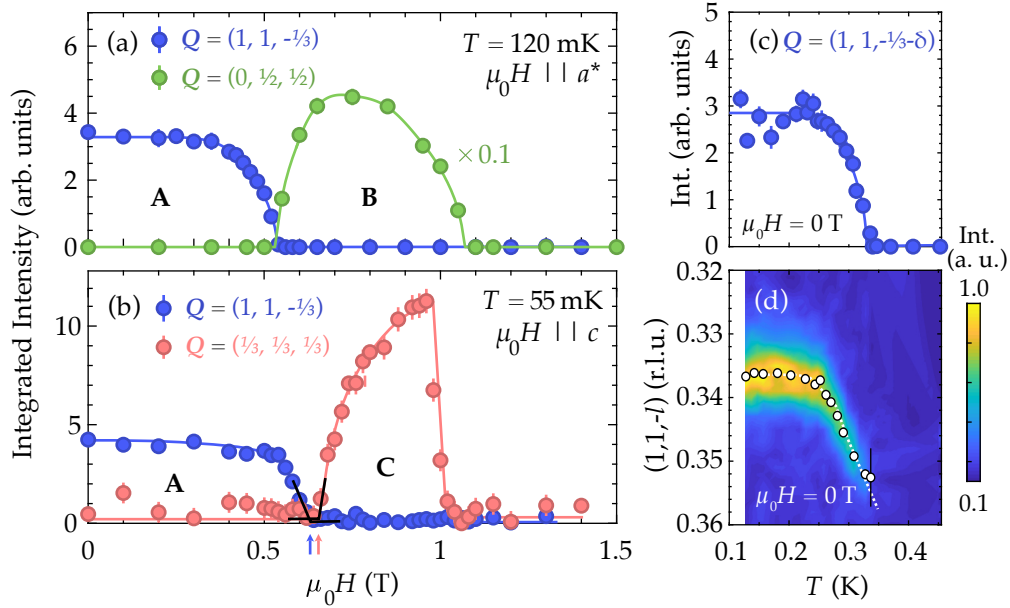 (a)
Q = (1, 1, -⅓)
Q = (0, ½, ½)
T = 120 mK
μ₀H || a*
× 0.1
A
B
6
4
2
0
Integrated Intensity (arb. units)
(b)
Q = (1, 1, -⅓)
Q = (⅓, ⅓, ⅓)
T = 55 mK
μ₀H || c
A
C
10
5
0
0
0.5
1.0
1.5
μ₀H (T)
(c)
Q = (1, 1,-⅓-δ)
μ₀H = 0 T
5
4
3
2
1
0
Int. (arb. units)
(d)
μ₀H = 0 T
0.32
0.33
0.34
0.35
0.36
(1,1,-l) (r.l.u.)
0.1
0.2
0.3
0.4
T (K)
Int.
(a. u.)
1.0
0.1